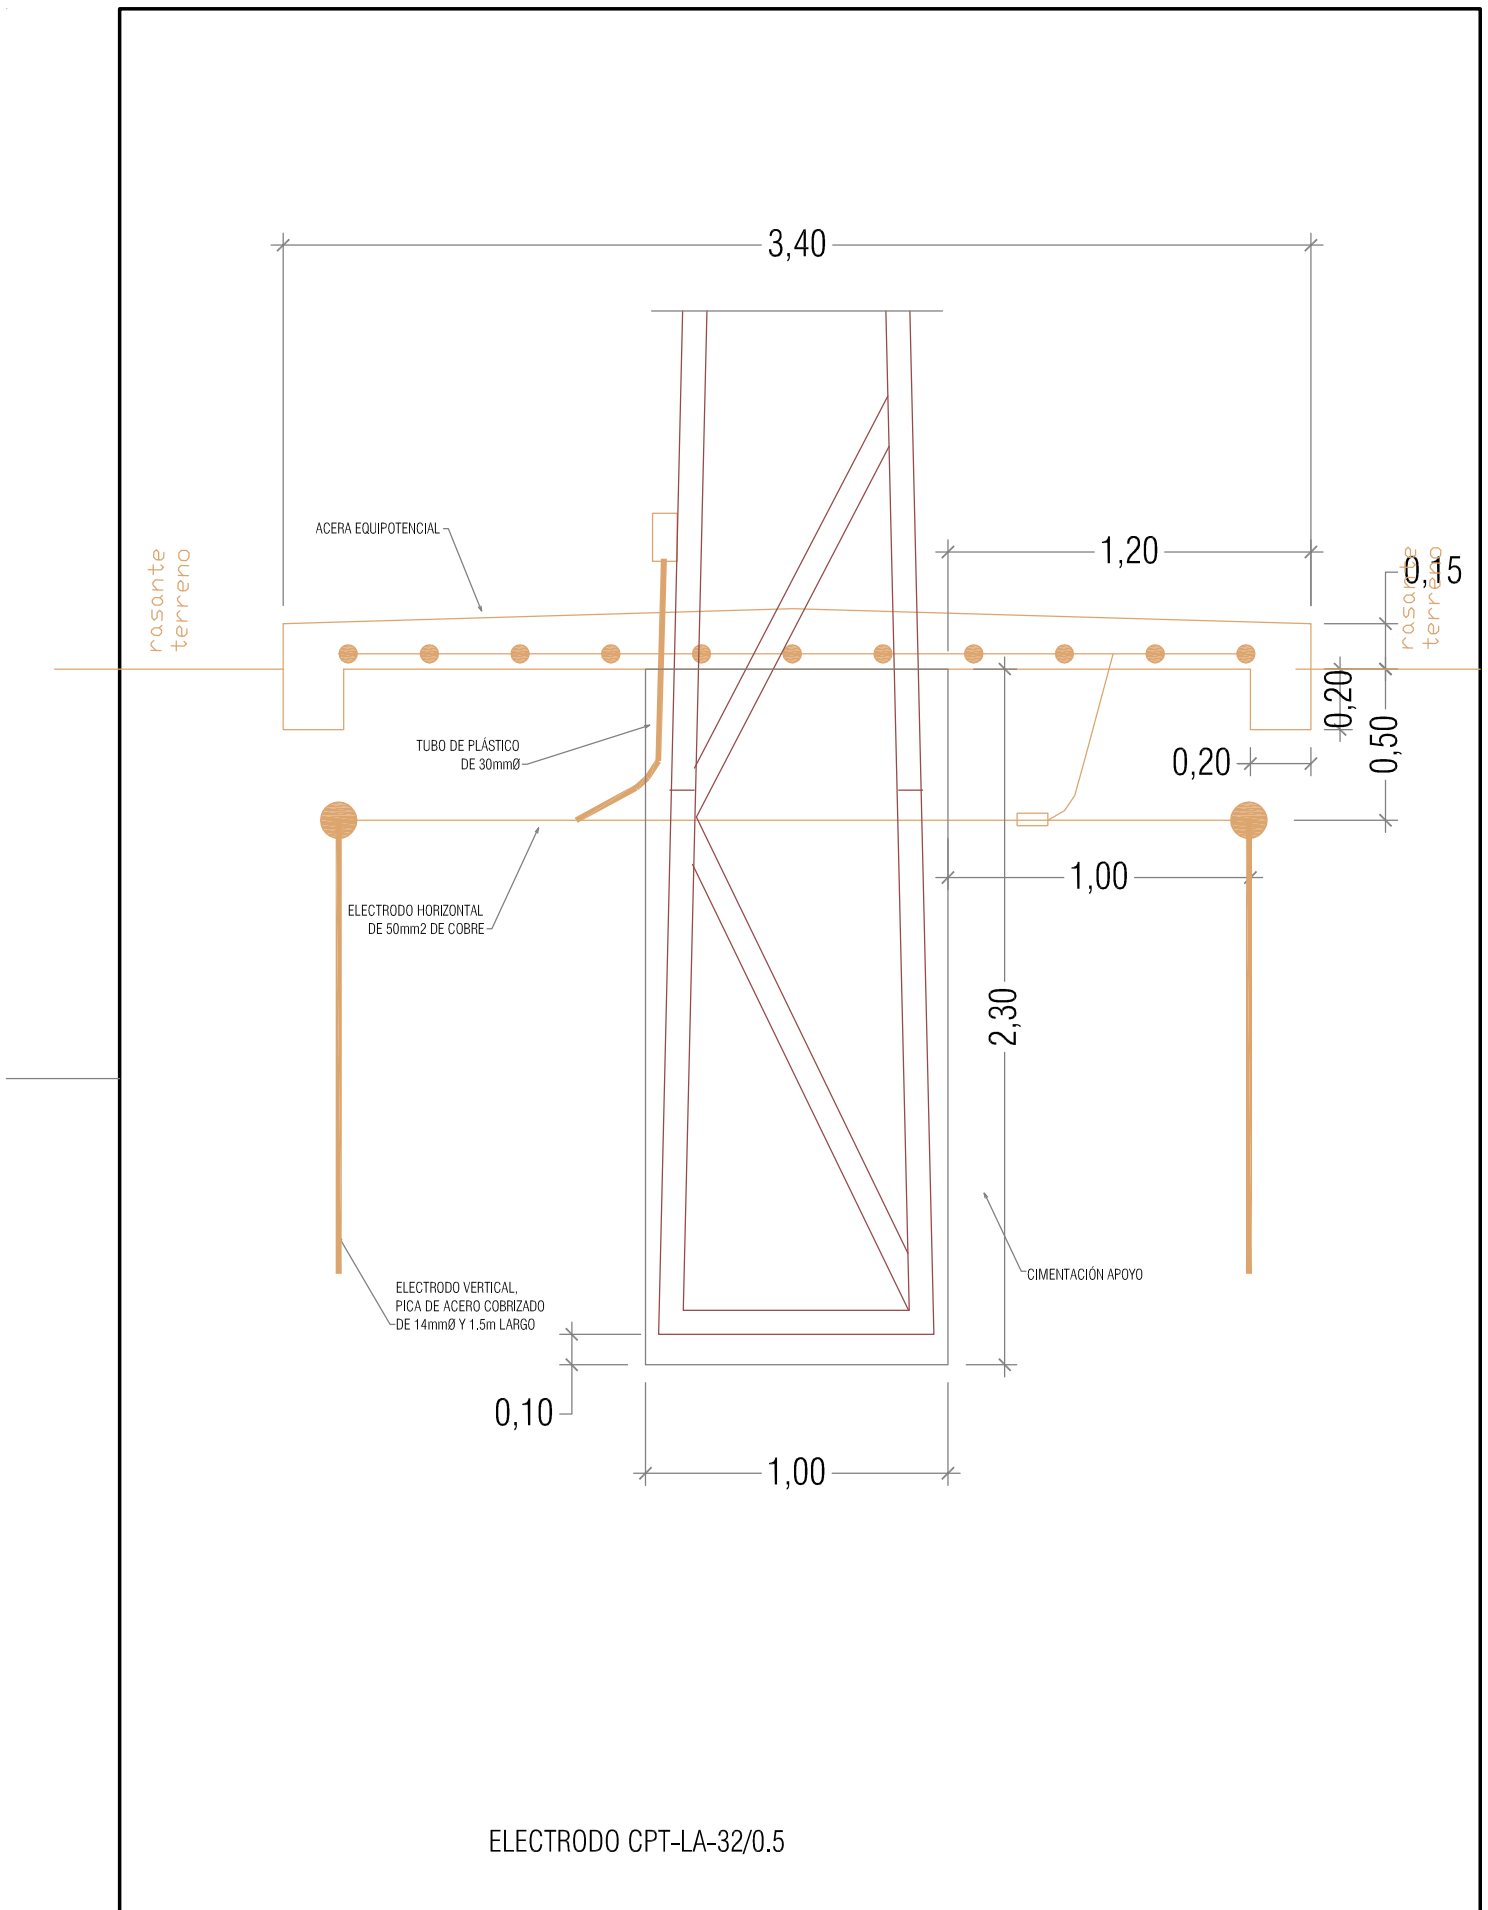 3,40
ACERA EQUIPOTENCIAL
1,20
0,15
rasante
terreno
rasante
terreno
0,20
0,50
TUBO DE PLÁSTICO
DE 30mmØ
0,20
1,00
ELECTRODO HORIZONTAL
DE 50mm2 DE COBRE
2,30
CIMENTACIÓN APOYO
ELECTRODO VERTICAL,
PICA DE ACERO COBRIZADO
DE 14mmØ Y 1.5m LARGO
0,10
1,00
ELECTRODO CPT-LA-32/0.5